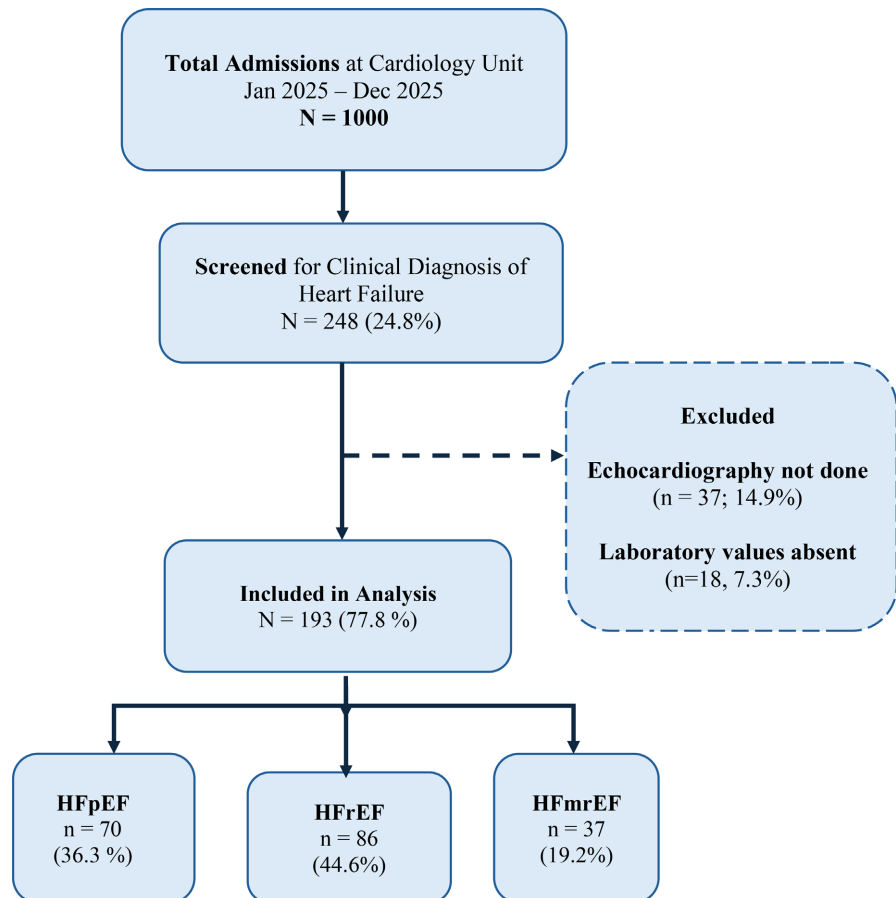 Total Admissions at Cardiology Unit
Jan 2025 – Dec 2025
N = 1000
Screened for Clinical Diagnosis of
Heart Failure
N = 248 (24.8%)
Excluded
Echocardiography not done
(n = 37; 14.9%)
Laboratory values absent
(n=18, 7.3%)
Included in Analysis
N = 193 (77.8 %)
HFpEF
n = 70
(36.3 %)
HFrEF
n = 86
(44.6%)
HFmrEF
n = 37
(19.2%)